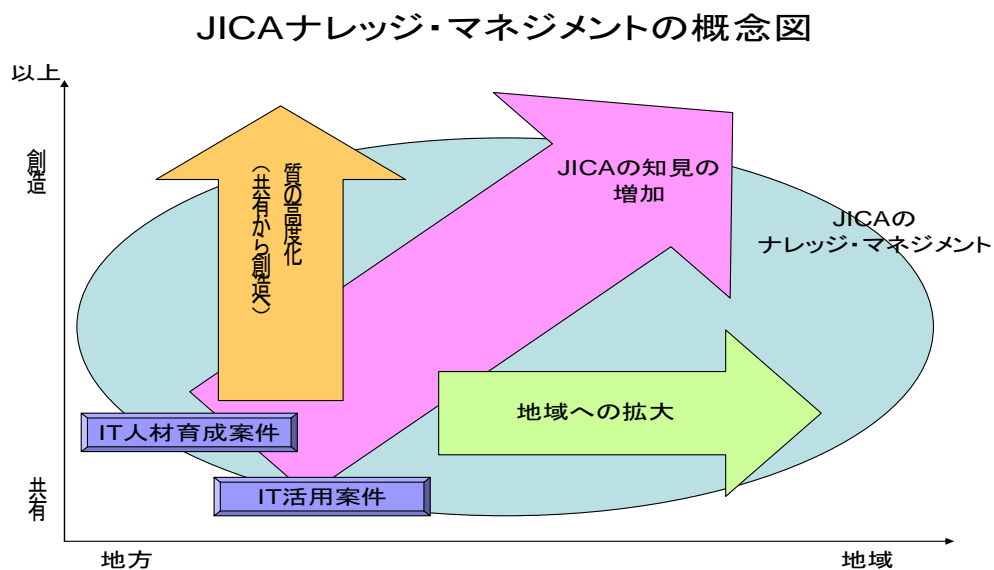 JICAナレッジ・マネジメントの概念図
以上
創造
質の高度化
（共有から創造へ）
JICAの知見の
増加
JICAの
ナレッジ・マネジメント
地域への拡大
IT人材育成案件
IT活用案件
共有
地方
地域